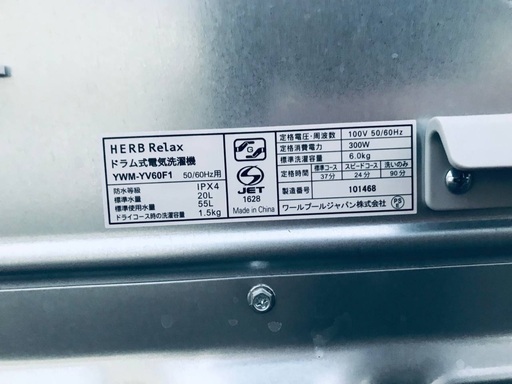 HERB Relax
ドラム式電気洗濯機
YWM-YV60F1 50/60Hz用
防水等級 IPX4
標準水量 20L
標準使用水量 55L
ドライコース時の洗濯容量 1.5kg
G
S
JET
1628
Made in China
定格電圧・周波数 100V 50/60Hz
定格消費電力 300W
標準洗濯容量 6.0kg
標準時間 標準コース 37分 スピードコース 24分 洗いのみ 90分
製造番号 101468
ワールプールジャパン株式会社
PS
E